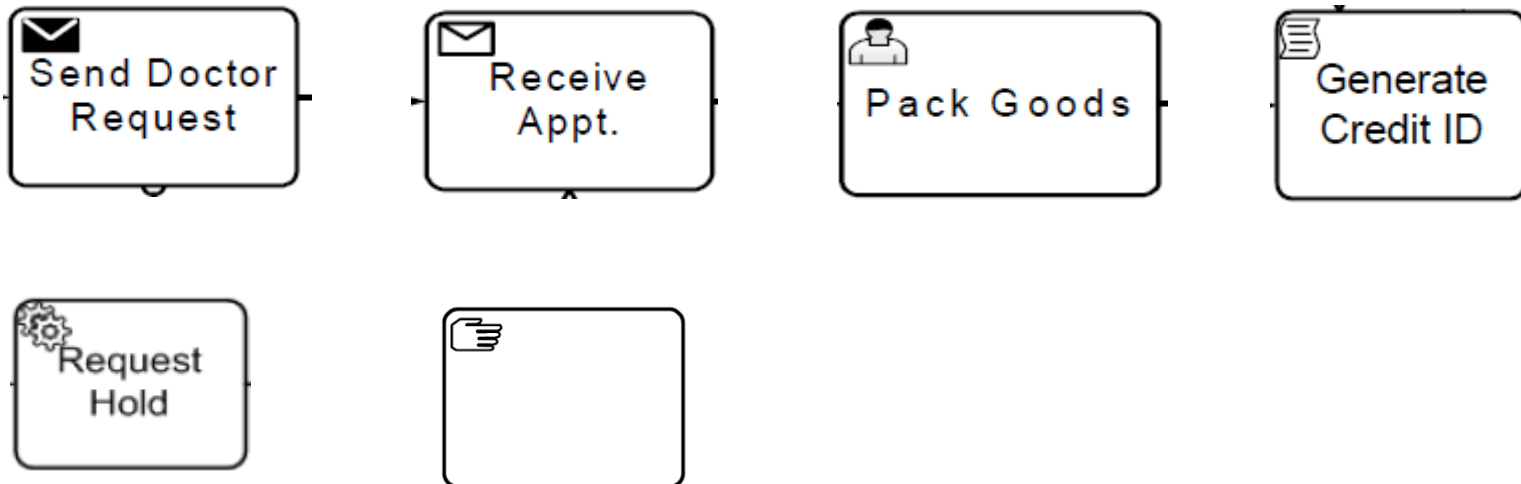 Send Doctor
Request
Receive
Appt.
Pack Goods
Generate
Credit ID
Request
Hold